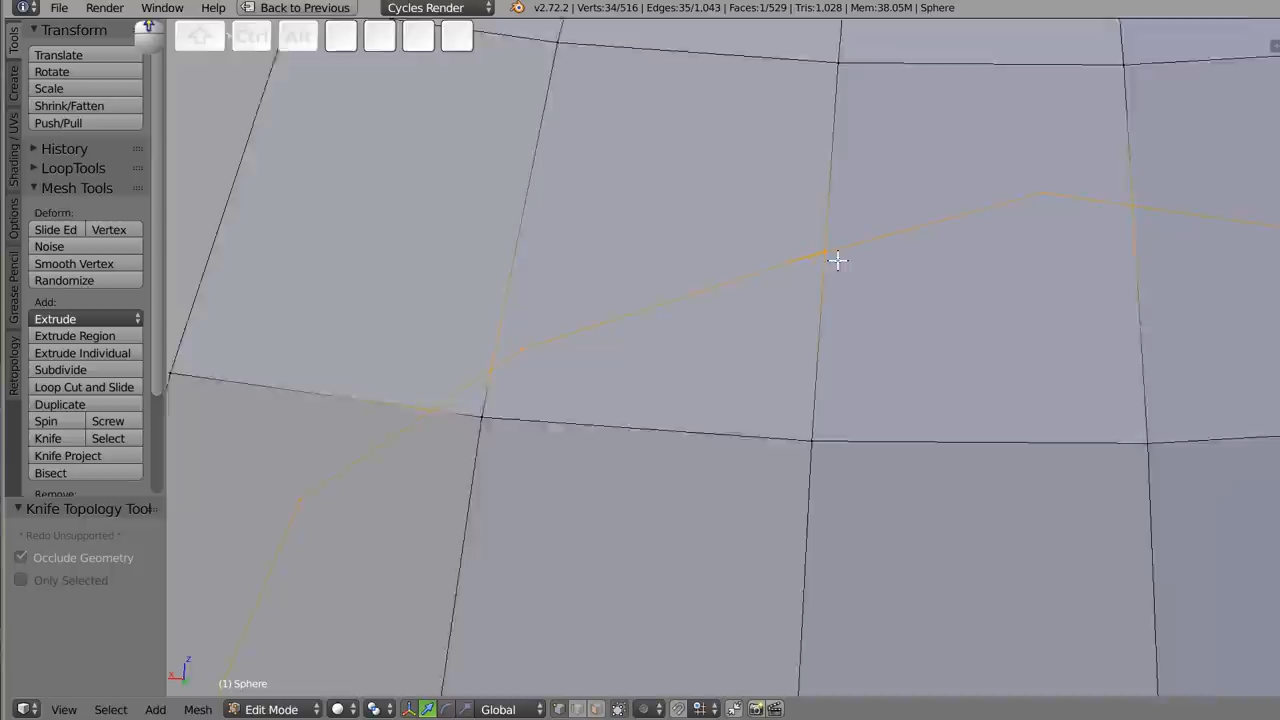 File Render Window Help Back to Previous Cycles Render v2.72.2 | Verts:34/516 | Edges:35/1,043 | Faces:1/529 | Tris:1,028 | Mem:38.05M | Sphere
Ctrl Alt
Tools
Create
Shading / UVs
Options
Grease Pencil
Retopology
Transform
Translate
Rotate
Scale
Shrink/Fatten
Push/Pull
History
LoopTools
Mesh Tools
Deform:
Slide Ed Vertex
Noise
Smooth Vertex
Randomize
Add:
Extrude
Extrude Region
Extrude Individual
Subdivide
Loop Cut and Slide
Duplicate
Spin Screw
Knife Select
Knife Project
Bisect
Remove:
Knife Topology Tool
* Redo Unsupported *
Occlude Geometry
Only Selected
z
x
(1) Sphere
View Select Add Mesh Edit Mode Global